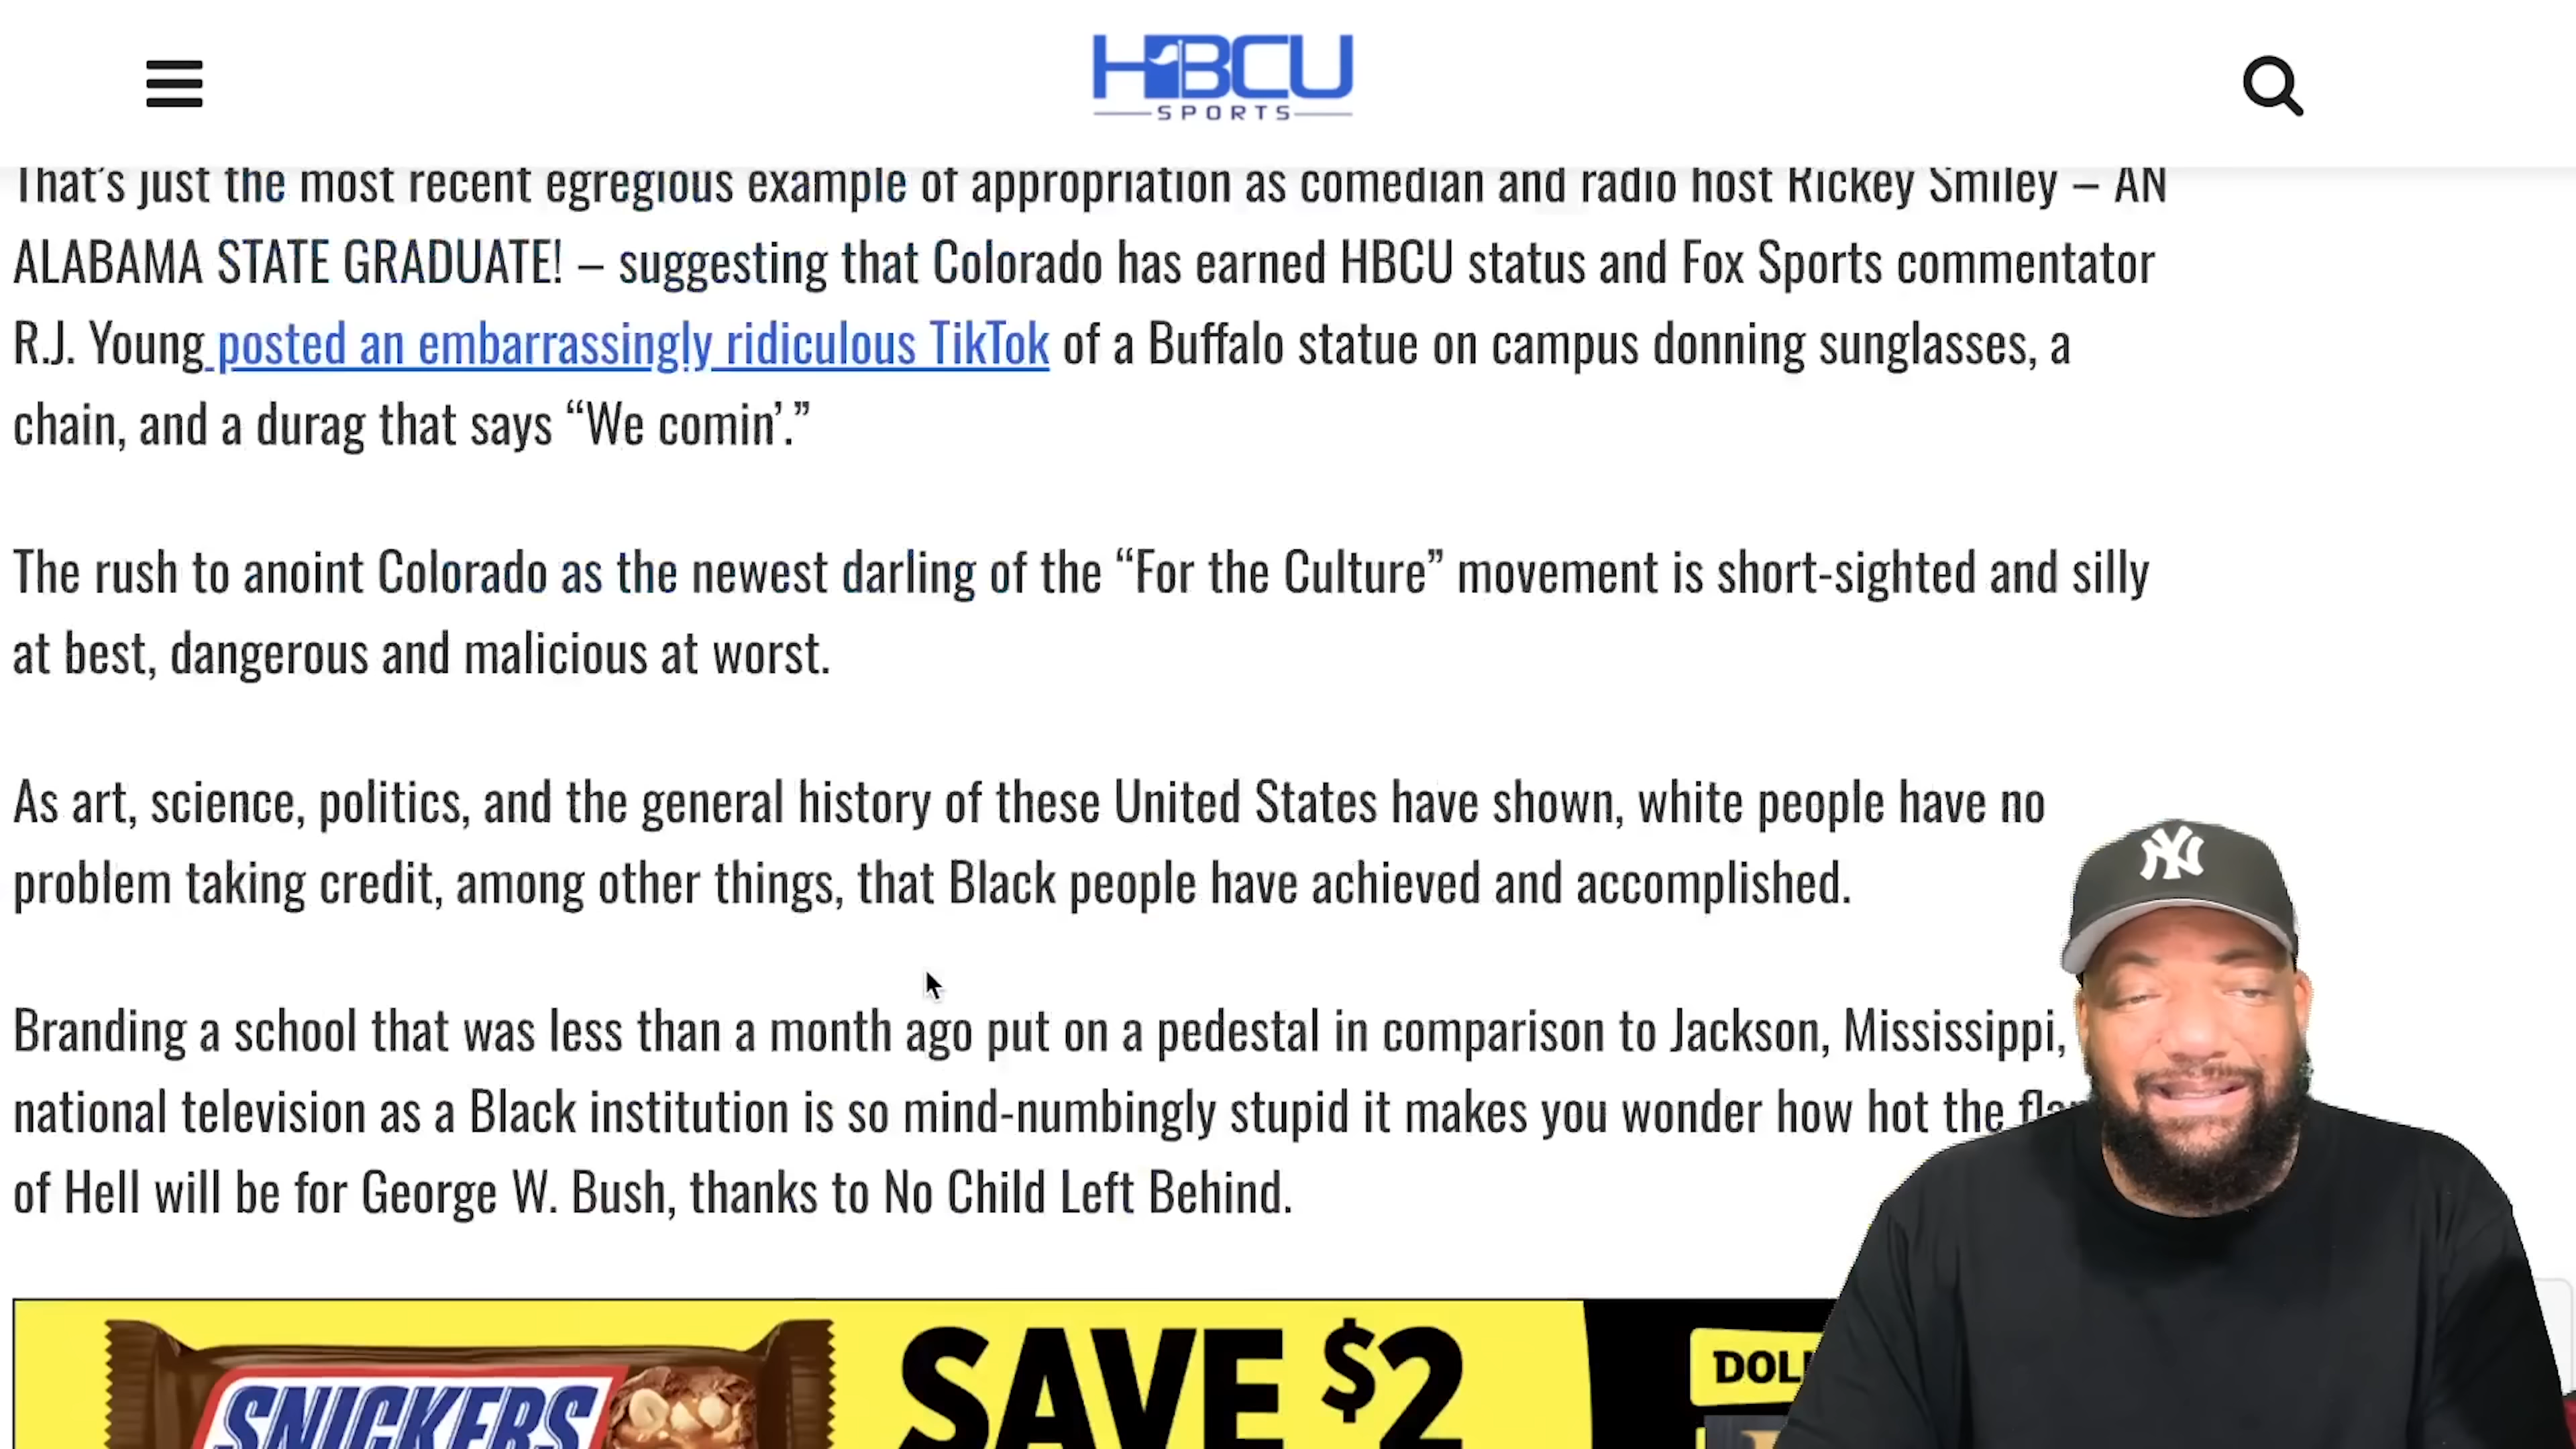 HBCU
SPORTS
That's just the most recent egregious example of appropriation as comedian and radio host Rickey Smiley – AN
ALABAMA STATE GRADUATE! – suggesting that Colorado has earned HBCU status and Fox Sports commentator
R.J. Young posted an embarrassingly ridiculous TikTok of a Buffalo statue on campus donning sunglasses, a
chain, and a durag that says “We comin’.”
The rush to anoint Colorado as the newest darling of the “For the Culture” movement is short-sighted and silly
at best, dangerous and malicious at worst.
As art, science, politics, and the general history of these United States have shown, white people have no
problem taking credit, among other things, that Black people have achieved and accomplished.
Branding a school that was less than a month ago put on a pedestal in comparison to Jackson, Mississippi,
national television as a Black institution is so mind-numbingly stupid it makes you wonder how hot the
of Hell will be for George W. Bush, thanks to No Child Left Behind.
SNICKERS
SAVE $2
NY